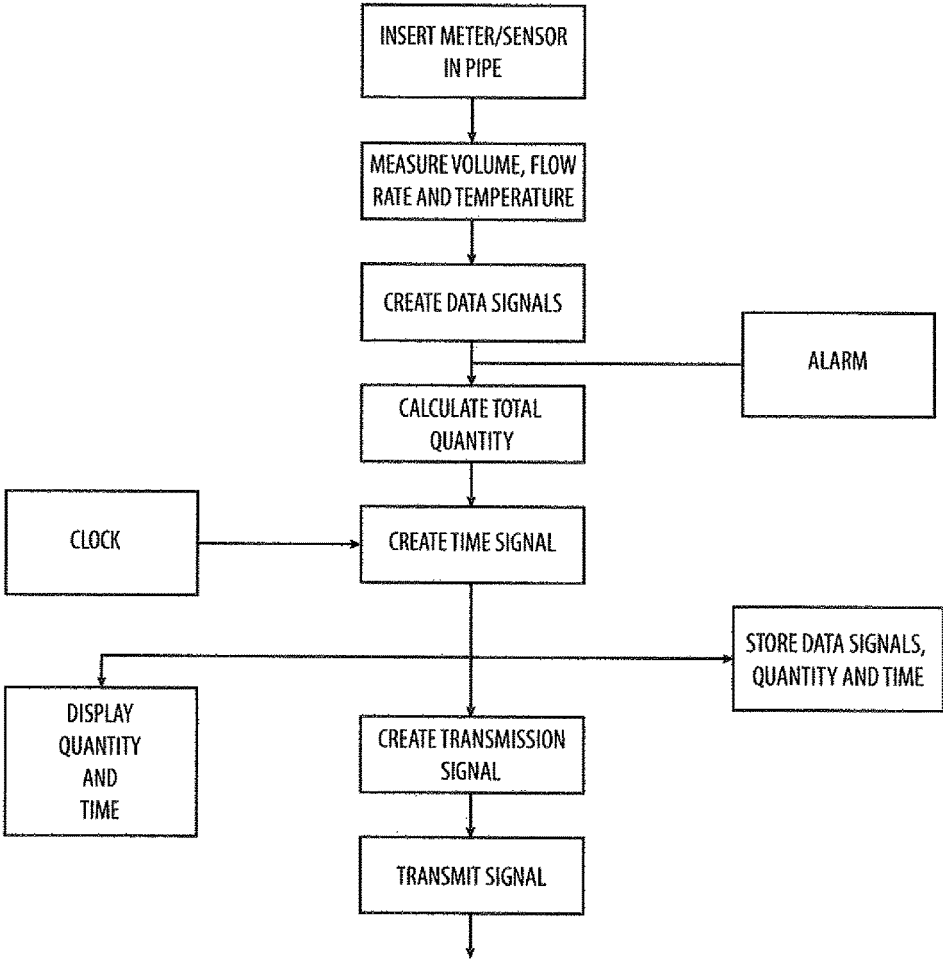 INSERT METER/SENSOR
IN PIPE
MEASURE VOLUME, FLOW
RATE AND TEMPERATURE
CREATE DATA SIGNALS
ALARM
CALCULATE TOTAL
QUANTITY
CLOCK
CREATE TIME SIGNAL
STORE DATA SIGNALS,
QUANTITY AND TIME
DISPLAY
QUANTITY
AND
TIME
CREATE TRANSMISSION
SIGNAL
TRANSMIT SIGNAL